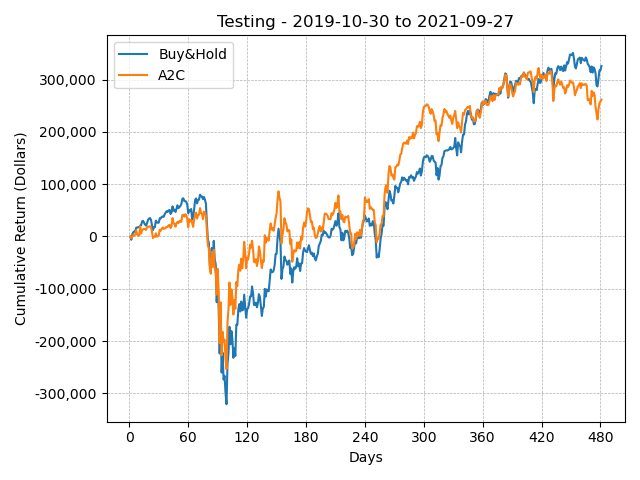 Testing - 2019-10-30 to 2021-09-27
Buy&Hold
A2C
Cumulative Return (Dollars)
300,000
200,000
100,000
0
-100,000
-200,000
-300,000
0 60 120 180 240 300 360 420 480
Days